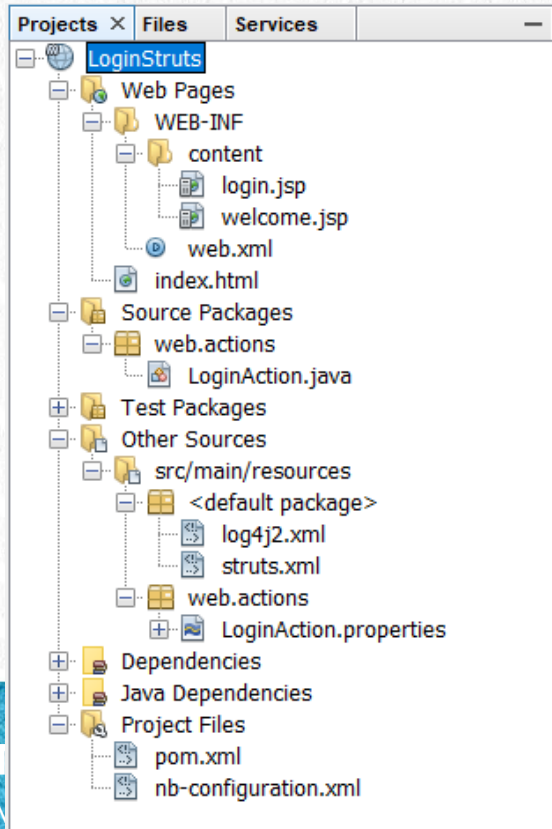 Projects × Files Services
LoginStruts
Web Pages
WEB-INF
content
login.jsp
welcome.jsp
web.xml
index.html
Source Packages
web.actions
LoginAction.java
Test Packages
Other Sources
src/main/resources
<default package>
log4j2.xml
struts.xml
web.actions
LoginAction.properties
Dependencies
Java Dependencies
Project Files
pom.xml
nb-configuration.xml